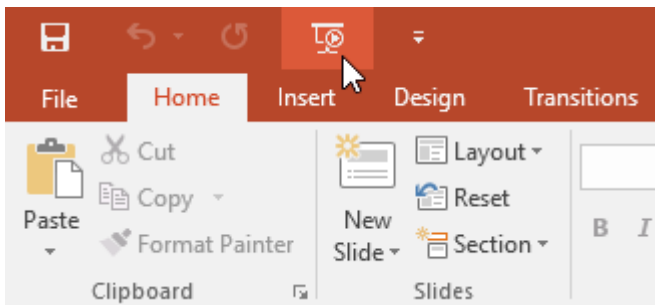 File Home Insert Design Transitions
Cut
Layout
Copy
Reset
Paste
New
Slide
Format Painter
Section
B I
Clipboard
Slides